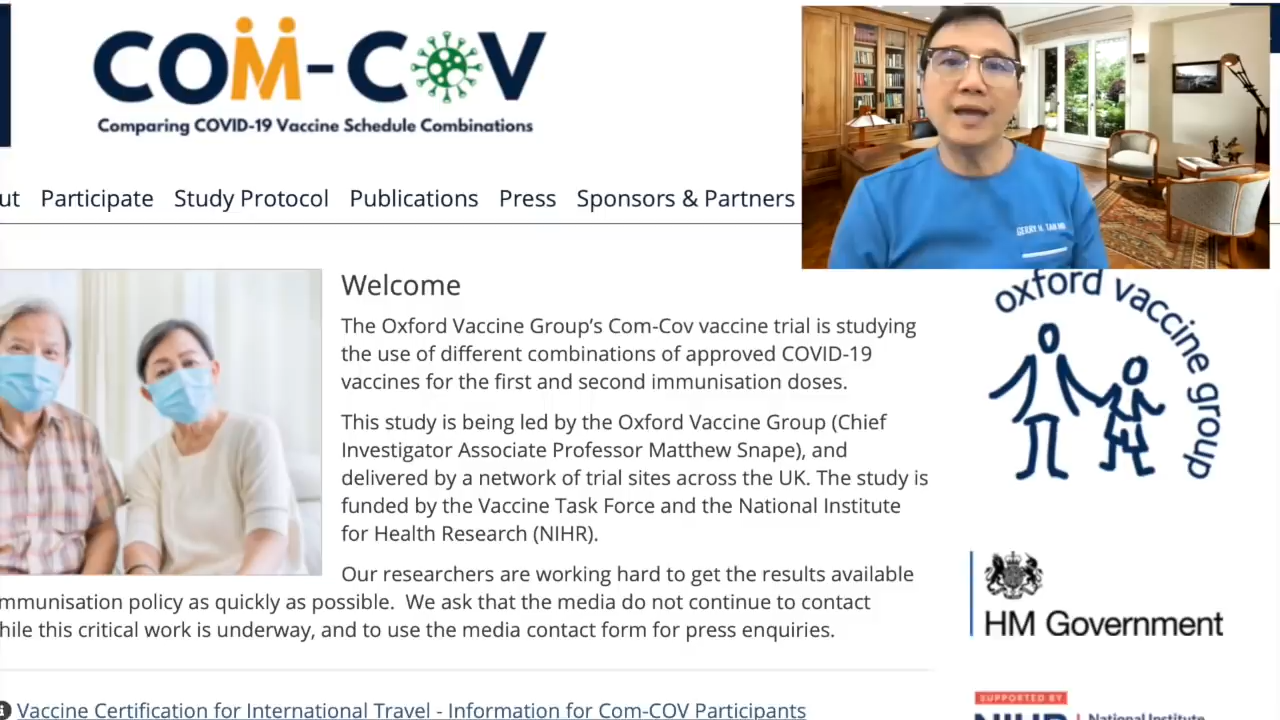 COM-COV
Comparing COVID-19 Vaccine Schedule Combinations
ut Participate Study Protocol Publications Press Sponsors & Partners
GERRY H. TAN MD
Welcome
The Oxford Vaccine Group's Com-Cov vaccine trial is studying
the use of different combinations of approved COVID-19
vaccines for the first and second immunisation doses.
This study is being led by the Oxford Vaccine Group (Chief
Investigator Associate Professor Matthew Snape), and
delivered by a network of trial sites across the UK. The study is
funded by the Vaccine Task Force and the National Institute
for Health Research (NIHR).
Our researchers are working hard to get the results available
mmunisation policy as quickly as possible. We ask that the media do not continue to contact
hile this critical work is underway, and to use the media contact form for press enquiries.
Vaccine Certification for International Travel - Information for Com-COV Participants
oxford vaccine group
HM Government
SUPPORTED BY
NIHR | National Institute